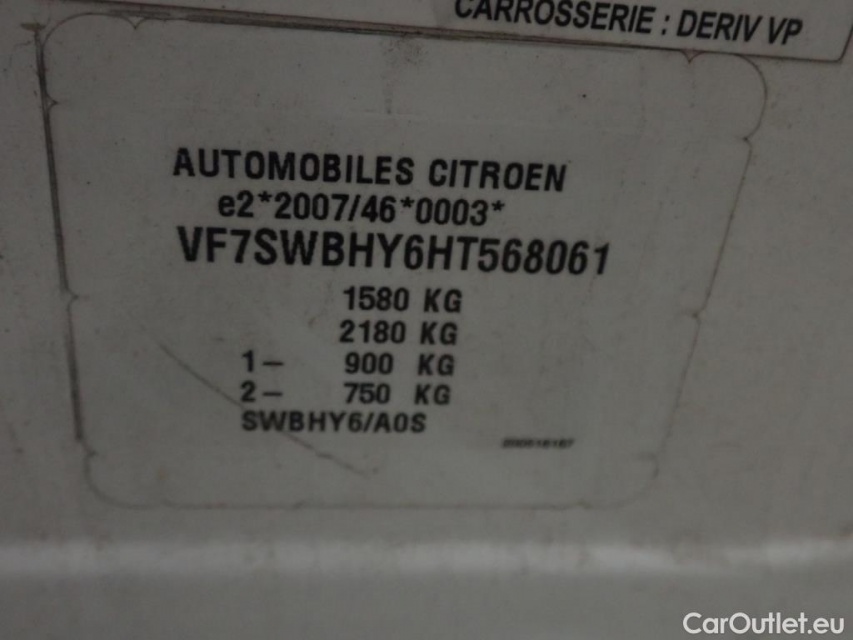 CARROSSERIE : DERIV VP
AUTOMOBILES CITROEN
e2*2007/46*0003*
VF7SWBHY6HT568061
1580 KG
2180 KG
1- 900 KG
2- 750 KG
SWBHY6/A0S
CarOutlet.eu